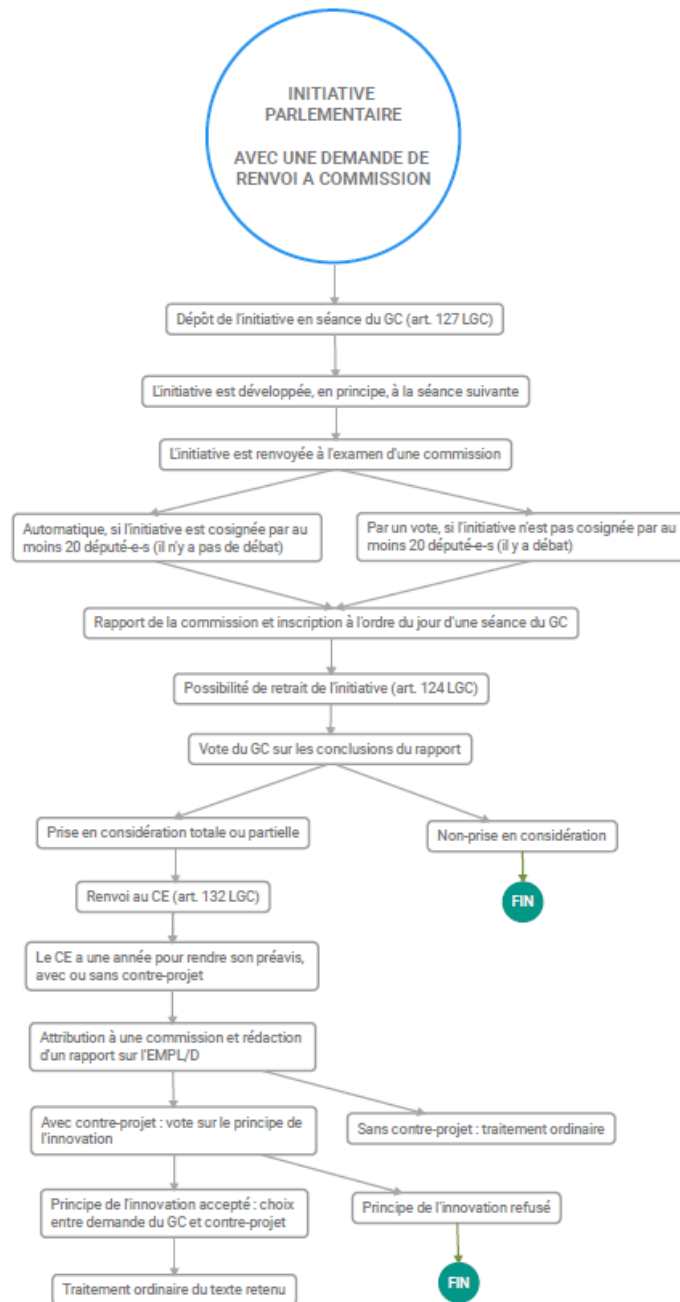 INITIATIVE
PARLEMENTAIRE
AVEC UNE DEMANDE DE
RENVOI A COMMISSION
Dépôt de l'initiative en séance du GC (art. 127 LGC)
L'initiative est développée, en principe, à la séance suivante
L'initiative est renvoyée à l'examen d'une commission
Automatique, si l'initiative est cosignée par au
moins 20 député-e-s (il n'y a pas de débat)
Par un vote, si l'initiative n'est pas cosignée par au
moins 20 député-e-s (il y a débat)
Rapport de la commission et inscription à l'ordre du jour d'une séance du GC
Possibilité de retrait de l'initiative (art. 124 LGC)
Vote du GC sur les conclusions du rapport
Prise en considération totale ou partielle
Non-prise en considération
Renvoi au CE (art. 132 LGC)
FIN
Le CE a une année pour rendre son préavis,
avec ou sans contre-projet
Attribution à une commission et rédaction
d'un rapport sur l'EMPL/D
Avec contre-projet : vote sur le principe de
l'innovation
Sans contre-projet : traitement ordinaire
Principe de l'innovation accepté : choix
entre demande du GC et contre-projet
Principe de l'innovation refusé
Traitement ordinaire du texte retenu
FIN